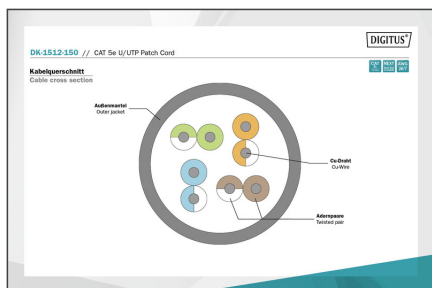 DIGITUS®
DK-1512-150 // CAT 5e U/UTP Patch Cord
Kabelquerschnitt
Cable cross section
Außenmantel
Outer jacket
Cu-Draht
Cu-Wire
Adernpaare
Twisted pair